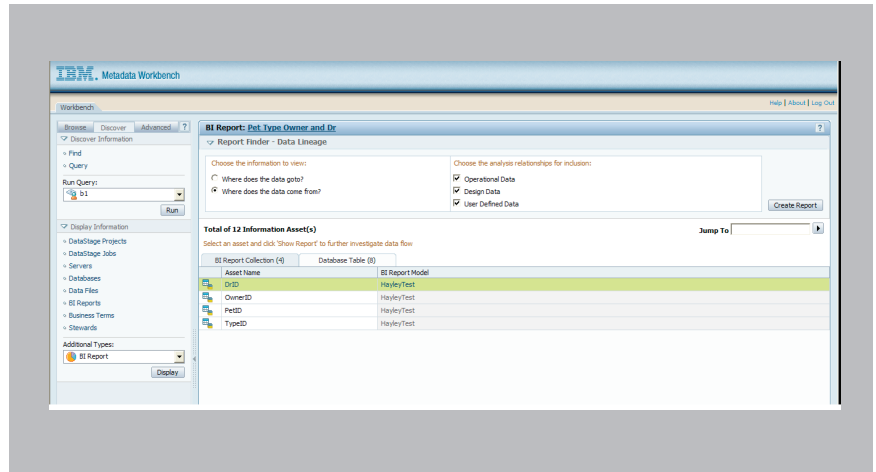 IBM. Metadata Workbench
Help | About | Log Out
Workbench
Browse Discover Advanced ?
Discover Information
Find
Query
Run Query:
b1
Run
Display Information
DataStage Projects
DataStage Jobs
Servers
Databases
Data Files
BI Reports
Business Terms
Stewards
Additional Types:
BI Report
Display
BI Report: Pet Type Owner and Dr ?
Report Finder - Data Lineage
Choose the information to view:
Where does the data goto?
Where does the data come from?
Choose the analysis relationships for inclusion:
Operational Data
Design Data
User Defined Data
Create Report
Total of 12 Information Asset(s)
Jump To
Select an asset and click 'Show Report' to further investigate data flow
BI Report Collection (4) Database Table (8)
Asset Name BI Report Model
DrID HayleyTest
OwnerID HayleyTest
PetID HayleyTest
TypeID HayleyTest